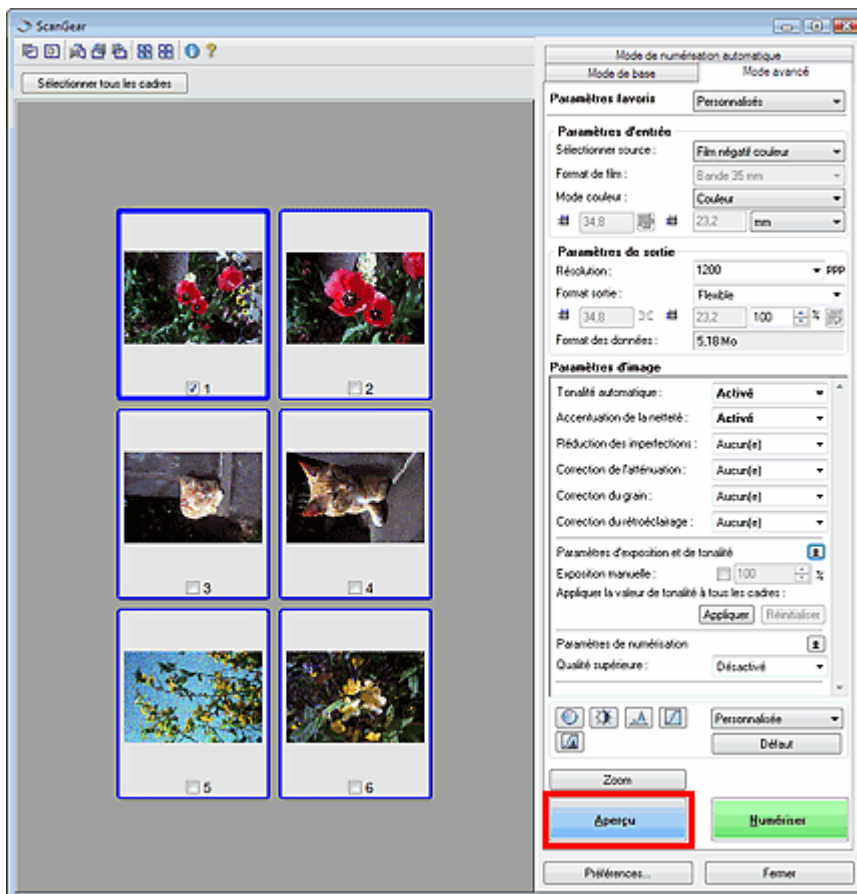 ScanGear
Sélectionner tous les cadres
1
2
3
4
5
6
Mode de numérisation automatique
Mode de base
Mode avancé
Paramètres favoris
Personnalisés
Paramètres d'entrée
Sélectionner source :
Film négatif couleur
Format de film :
Bande 35 mm
Mode couleur :
Couleur
34,8
23,2
mm
Paramètres de sortie
Résolution :
1200
PPP
Format sortie :
Flexible
34,8
23,2
100
%
Format des données :
5,18 Mo
Paramètres d'image
Tonalité automatique :
Activé
Accentuation de la netteté :
Activé
Réduction des imperfections :
Aucun(e)
Correction de l'atténuation :
Aucun(e)
Correction du grain :
Aucun(e)
Correction du rétroéclairage :
Aucun(e)
Paramètres d'exposition et de tonalité
Exposition manuelle :
100
%
Appliquer la valeur de tonalité à tous les cadres :
Appliquer
Réinitialiser
Paramètres de numérisation
Qualité supérieure :
Désactivé
Personnalisée
Défaut
Zoom
Aperçu
Numériser
Préférences...
Fermer